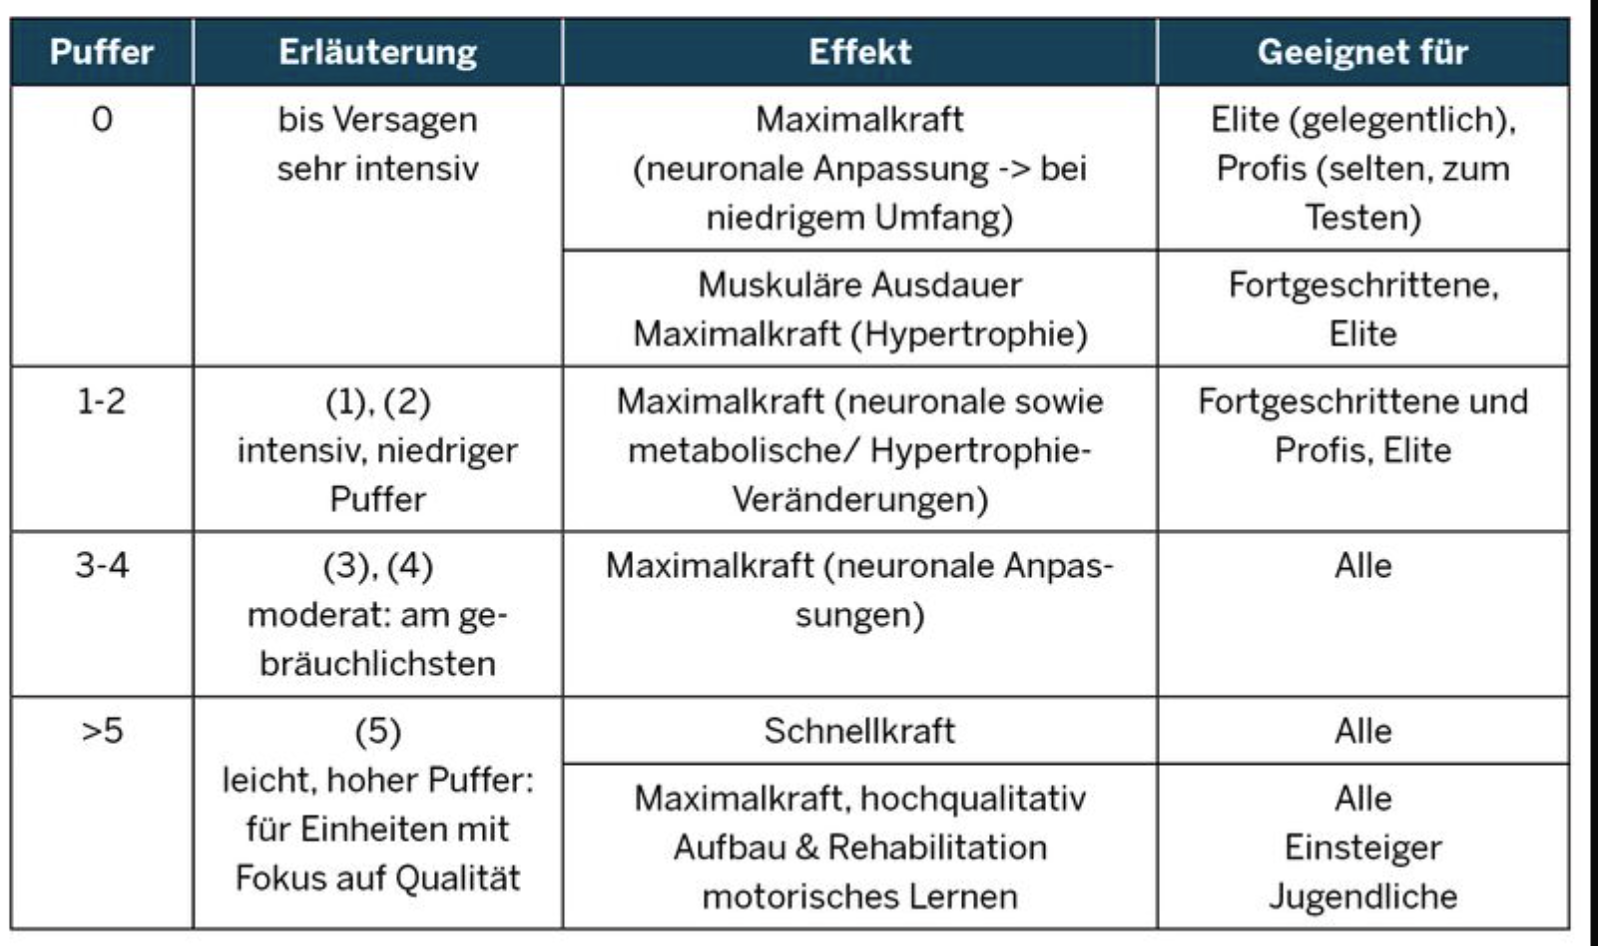 Puffer Erläuterung Effekt Geeignet für
0
bis Versagen
sehr intensiv
Maximalkraft
(neuronale Anpassung -> bei
niedrigem Umfang)
Elite (gelegentlich),
Profis (selten, zum
Testen)
Muskuläre Ausdauer
Maximalkraft (Hypertrophie)
Fortgeschrittene,
Elite
1-2
(1), (2)
intensiv, niedriger
Puffer
Maximalkraft (neuronale sowie
metabolische/ Hypertrophie-
Veränderungen)
Fortgeschrittene und
Profis, Elite
3-4
(3), (4)
moderat: am ge-
bräuchlichsten
Maximalkraft (neuronale Anpas-
sungen)
Alle
>5
(5)
leicht, hoher Puffer:
für Einheiten mit
Fokus auf Qualität
Schnellkraft
Alle
Maximalkraft, hochqualitativ
Aufbau & Rehabilitation
motorisches Lernen
Alle
Einsteiger
Jugendliche